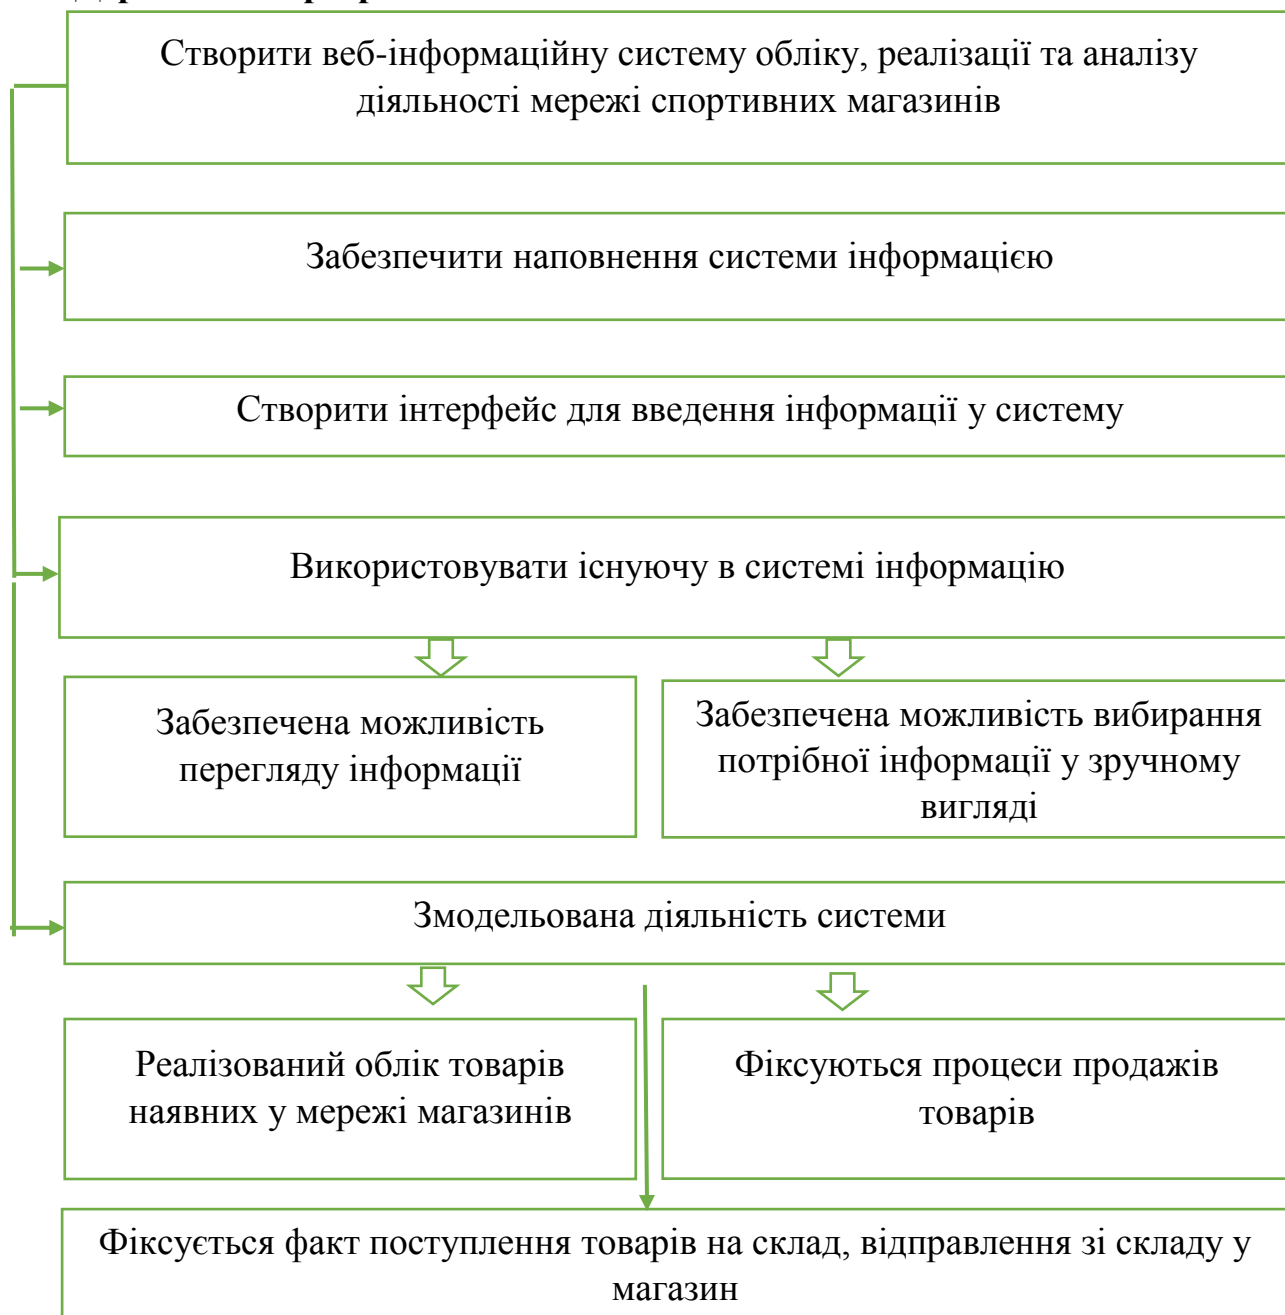 Створити веб-інформаційну систему обліку, реалізації та аналізу
діяльності мережі спортивних магазинів
Забезпечити наповнення системи інформацією
Створити інтерфейс для введення інформації у систему
Використовувати існуючу в системі інформацію
Забезпечена можливість
перегляду інформації
Забезпечена можливість вибирання
потрібної інформації у зручному
вигляді
Змодельована діяльність системи
Реалізований облік товарів
наявних у мережі магазинів
Фіксуються процеси продажів
товарів
Фіксується факт поступлення товарів на склад, відправлення зі складу у
магазин